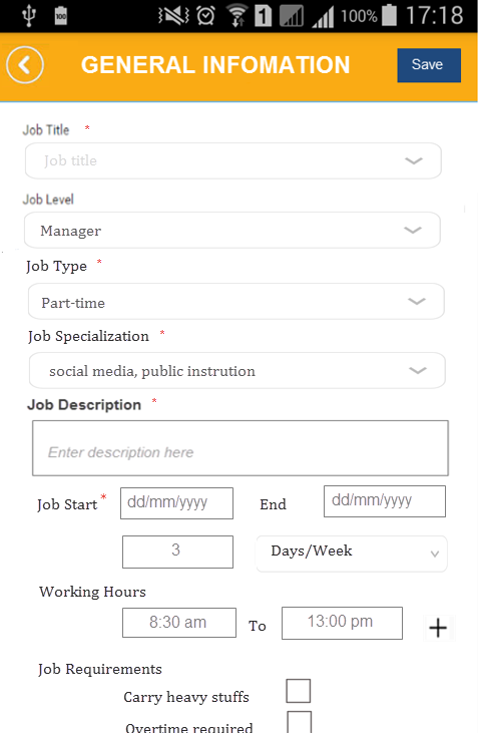 100 1 100% 17:18
GENERAL INFOMATION Save
Job Title *
Job title
Job Level
Manager
Job Type *
Part-time
Job Specialization *
social media, public instrution
Job Description *
Enter description here
Job Start * dd/mm/yyyy End dd/mm/yyyy
3 Days/Week
Working Hours
8:30 am To 13:00 pm +
Job Requirements
Carry heavy stuffs
Overtime required